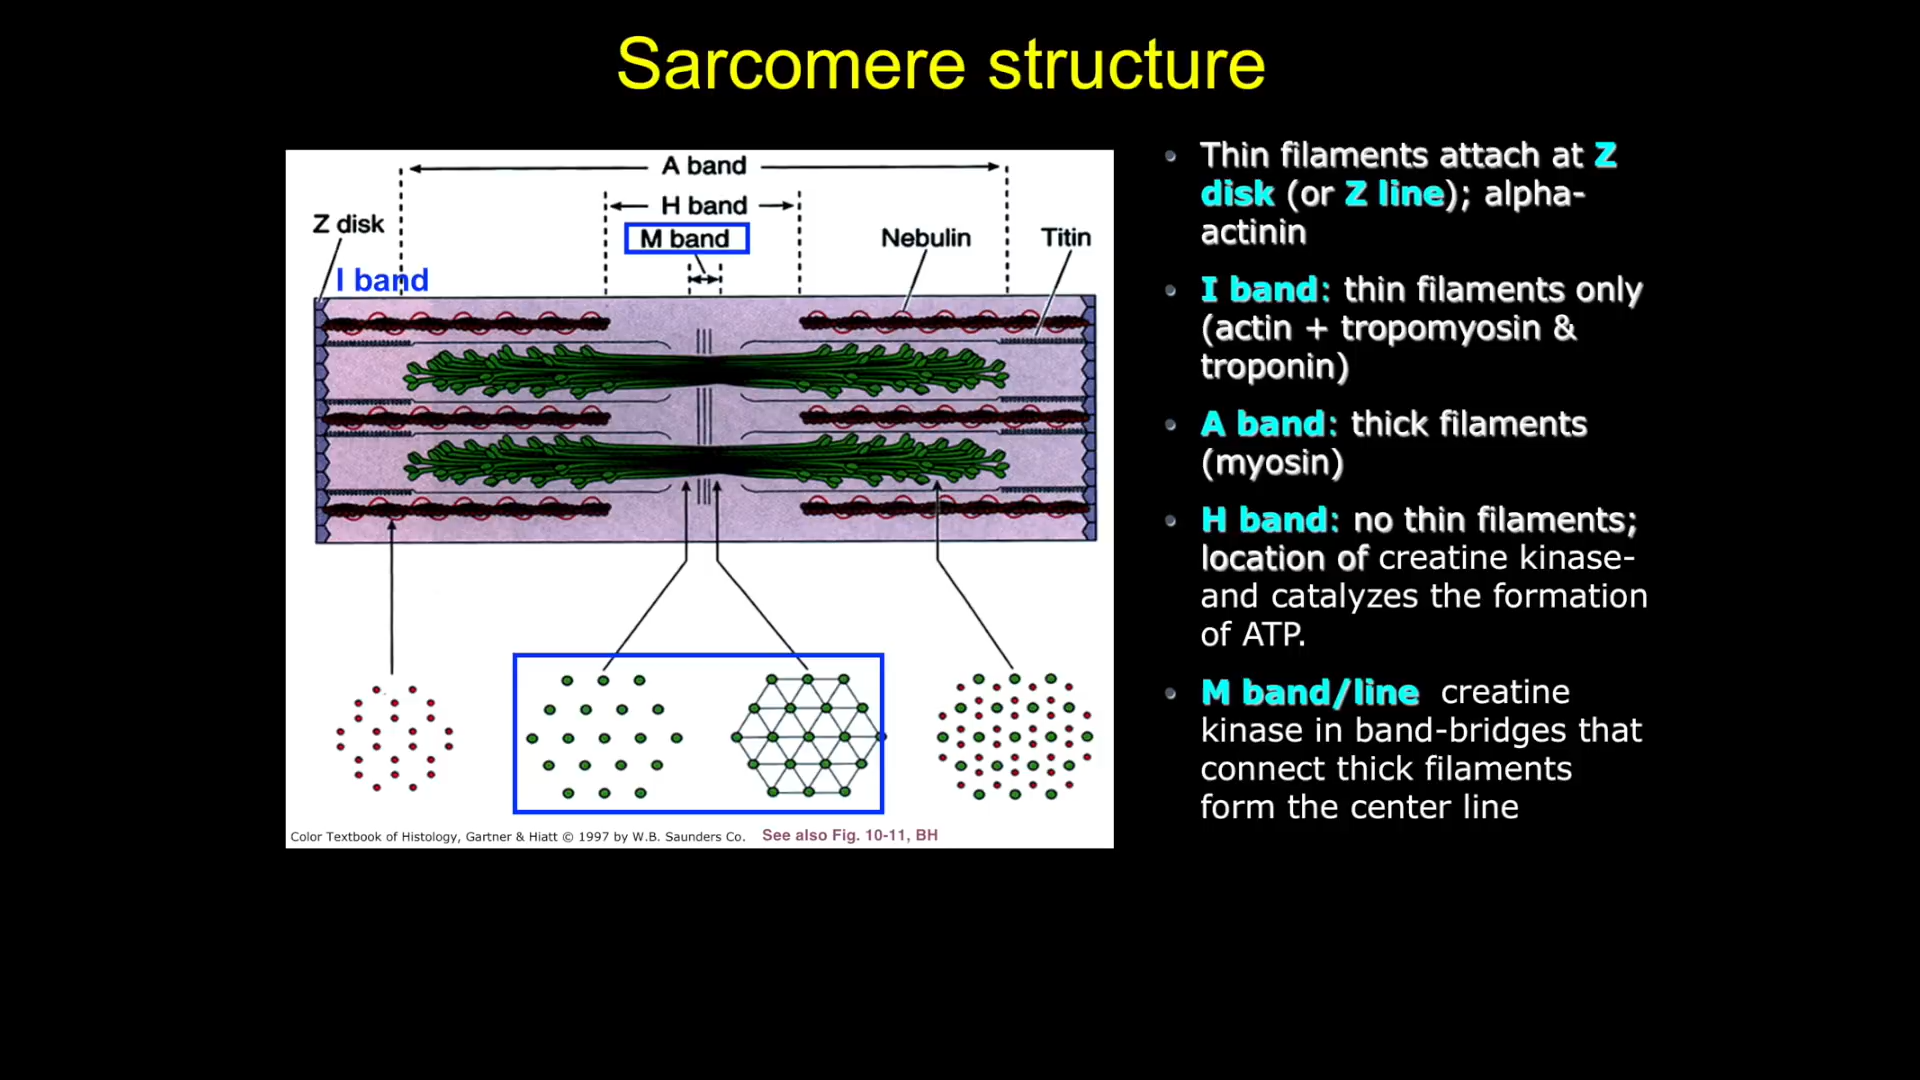 Sarcomere structure
A band
H band
Z disk
M band
Nebulin
Titin
I band
Color Textbook of Histology, Gartner & Hiatt © 1997 by W.B. Saunders Co. See also Fig. 10-11, BH
• Thin filaments attach at Z
disk (or Z line); alpha-
actinin
• I band: thin filaments only
(actin + tropomyosin &
troponin)
• A band: thick filaments
(myosin)
• H band: no thin filaments;
location of creatine kinase-
and catalyzes the formation
of ATP.
• M band/line creatine
kinase in band-bridges that
connect thick filaments
form the center line